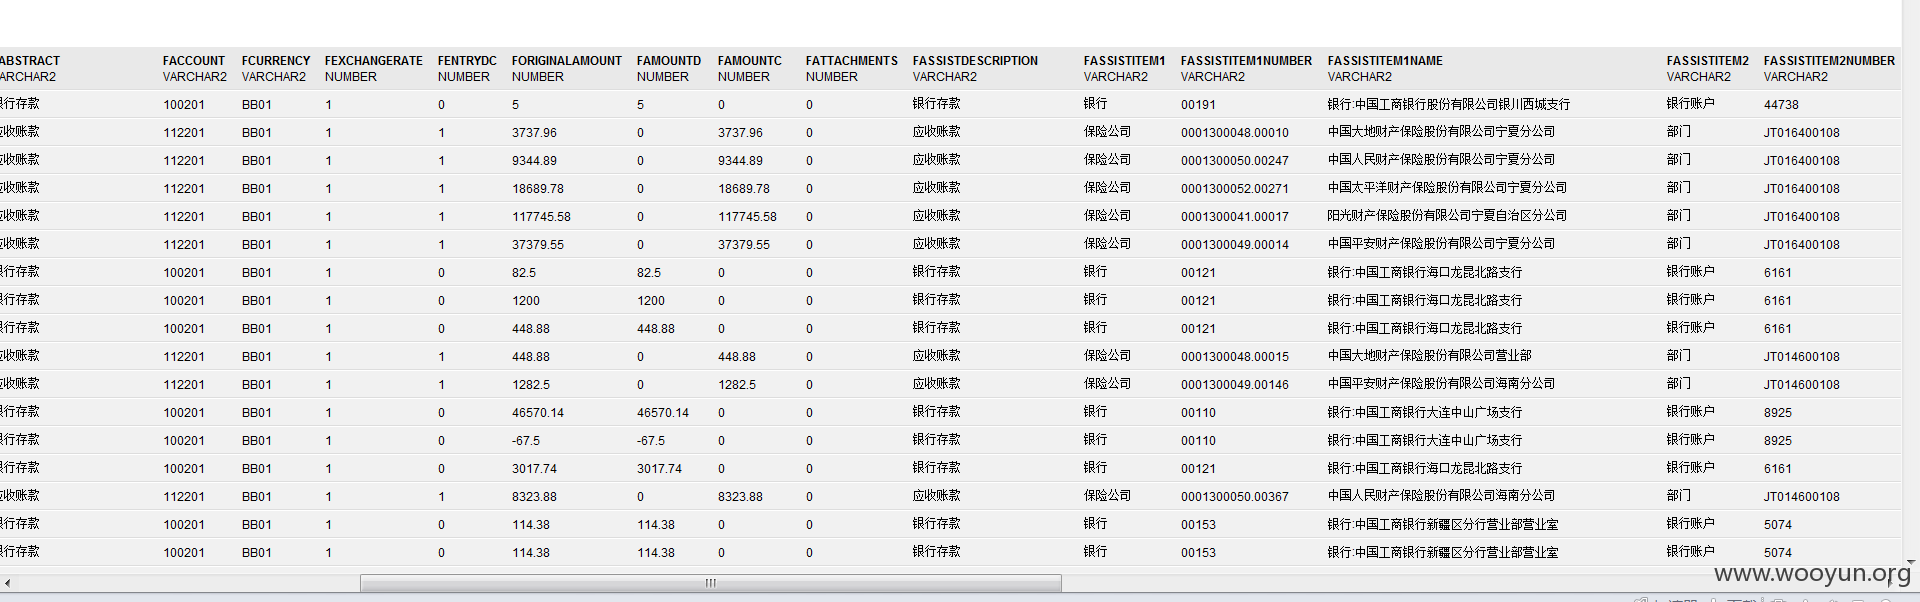 ABSTRACT FACCOUNT FCURRENCY FEXCHANGERATE FENTRYDC FORIGINALAMOUNT FAMOUNTD FAMOUNTC FATTACHMENTS FASSISTDESCRIPTION FASSISTITEM1 FASSISTITEM1NUMBER FASSISTITEM1NAME FASSISTITEM2 FASSISTITEM2NUMBER
ARCHAR2 VARCHAR2 VARCHAR2 NUMBER NUMBER NUMBER NUMBER NUMBER NUMBER VARCHAR2 VARCHAR2 VARCHAR2 VARCHAR2 VARCHAR2 VARCHAR2
银行存款 100201 BB01 1 0 5 5 0 0 银行存款 银行 00191 银行:中国工商银行股份有限公司银川西城支行 银行账户 44738
应收账款 112201 BB01 1 1 3737.96 0 3737.96 0 应收账款 保险公司 0001300048.00010 中国大地财产保险股份有限公司宁夏分公司 部门 JT016400108
应收账款 112201 BB01 1 1 9344.89 0 9344.89 0 应收账款 保险公司 0001300050.00247 中国人民财产保险股份有限公司宁夏分公司 部门 JT016400108
应收账款 112201 BB01 1 1 18689.78 0 18689.78 0 应收账款 保险公司 0001300052.00271 中国太平洋财产保险股份有限公司宁夏分公司 部门 JT016400108
应收账款 112201 BB01 1 1 117745.58 0 117745.58 0 应收账款 保险公司 0001300041.00017 阳光财产保险股份有限公司宁夏自治区分公司 部门 JT016400108
应收账款 112201 BB01 1 1 37379.55 0 37379.55 0 应收账款 保险公司 0001300049.00014 中国平安财产保险股份有限公司宁夏分公司 部门 JT016400108
银行存款 100201 BB01 1 0 82.5 82.5 0 0 银行存款 银行 00121 银行:中国工商银行海口龙昆北路支行 银行账户 6161
银行存款 100201 BB01 1 0 1200 1200 0 0 银行存款 银行 00121 银行:中国工商银行海口龙昆北路支行 银行账户 6161
银行存款 100201 BB01 1 0 448.88 448.88 0 0 银行存款 银行 00121 银行:中国工商银行海口龙昆北路支行 银行账户 6161
应收账款 112201 BB01 1 1 448.88 0 448.88 0 应收账款 保险公司 0001300048.00015 中国大地财产保险股份有限公司营业部 部门 JT014600108
应收账款 112201 BB01 1 1 1282.5 0 1282.5 0 应收账款 保险公司 0001300049.00146 中国平安财产保险股份有限公司海南分公司 部门 JT014600108
银行存款 100201 BB01 1 0 46570.14 46570.14 0 0 银行存款 银行 00110 银行:中国工商银行大连中山广场支行 银行账户 8925
银行存款 100201 BB01 1 0 -67.5 -67.5 0 0 银行存款 银行 00110 银行:中国工商银行大连中山广场支行 银行账户 8925
银行存款 100201 BB01 1 0 3017.74 3017.74 0 0 银行存款 银行 00121 银行:中国工商银行海口龙昆北路支行 银行账户 6161
应收账款 112201 BB01 1 1 8323.88 0 8323.88 0 应收账款 保险公司 0001300050.00367 中国人民财产保险股份有限公司海南分公司 部门 JT014600108
银行存款 100201 BB01 1 0 114.38 114.38 0 0 银行存款 银行 00153 银行:中国工商银行新疆区分行营业部营业室 银行账户 5074
银行存款 100201 BB01 1 0 114.38 114.38 0 0 银行存款 银行 00153 银行:中国工商银行新疆区分行营业部营业室 银行账户 5074
www.wooyun.org